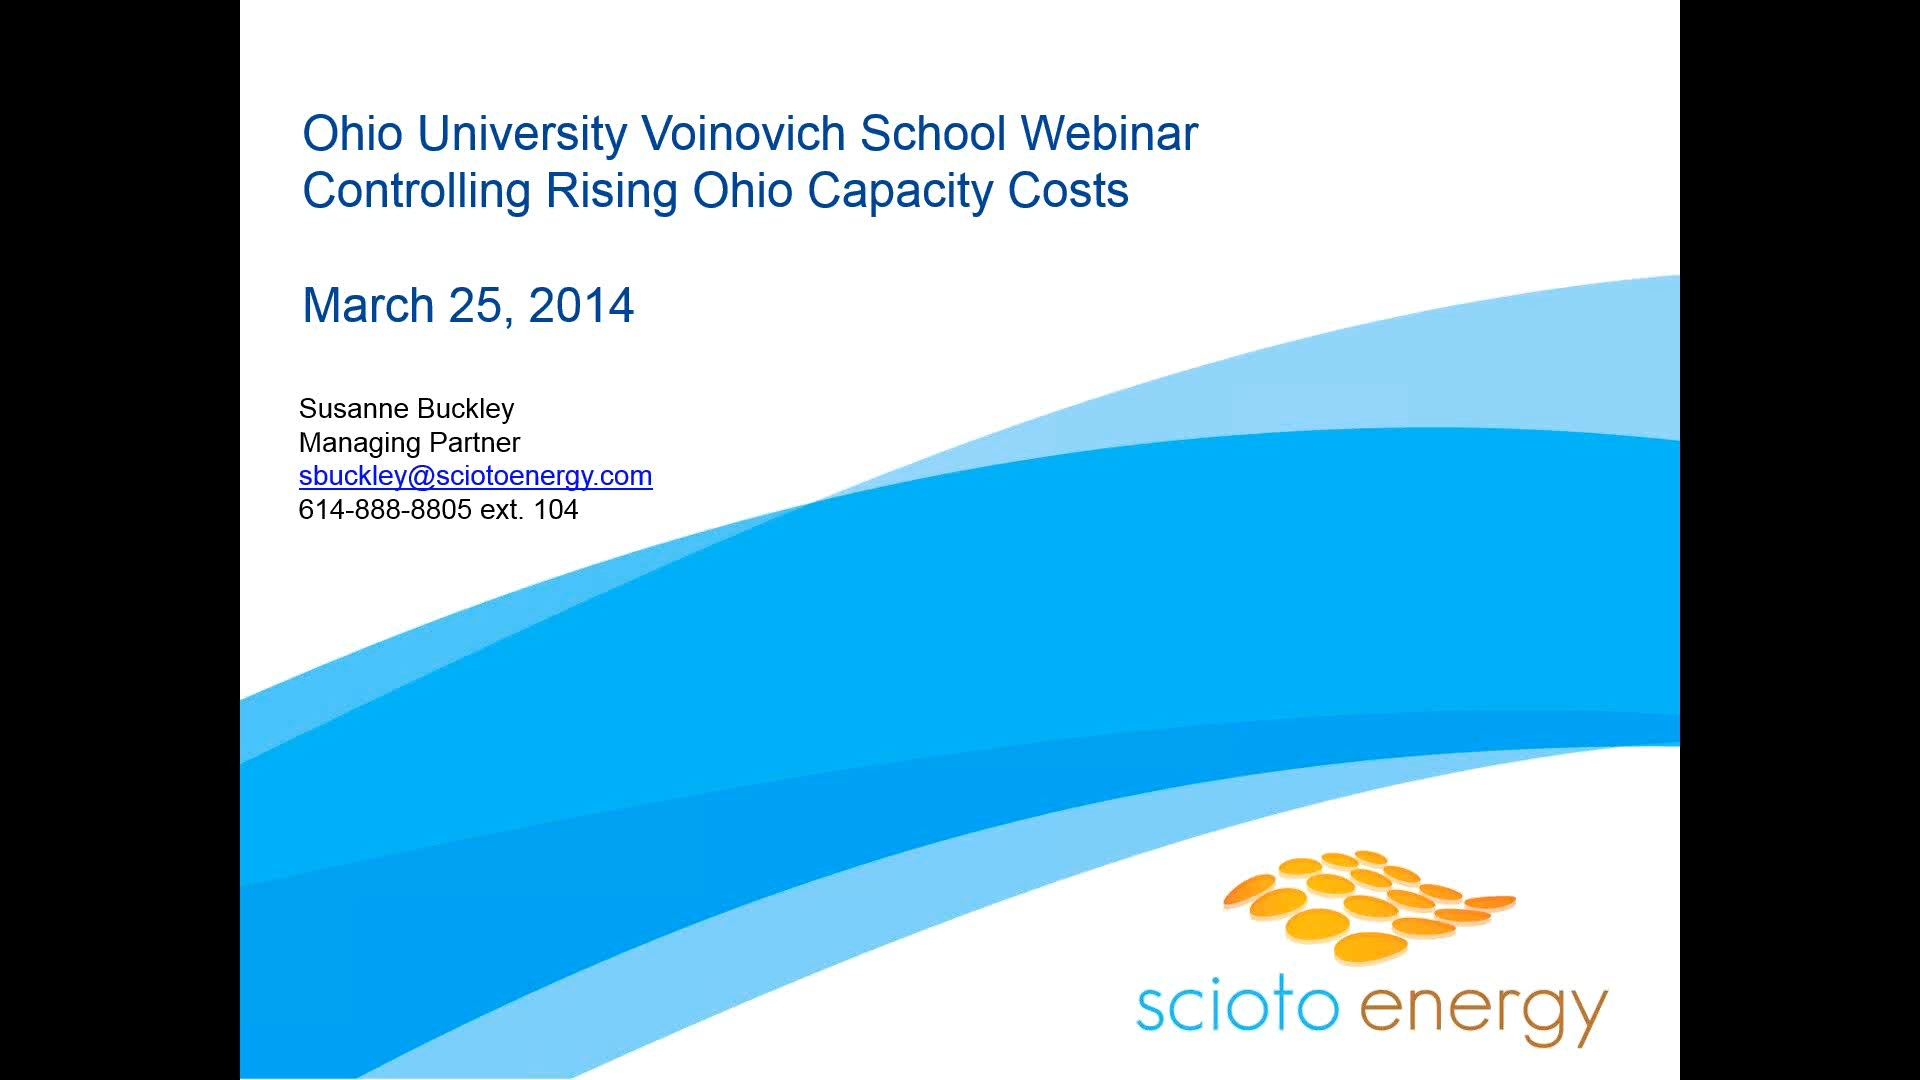 Ohio University Voinovich School Webinar
Controlling Rising Ohio Capacity Costs
March 25, 2014
Susanne Buckley
Managing Partner
sbuckley@sciotoenergy.com
614-888-8805 ext. 104
scioto energy